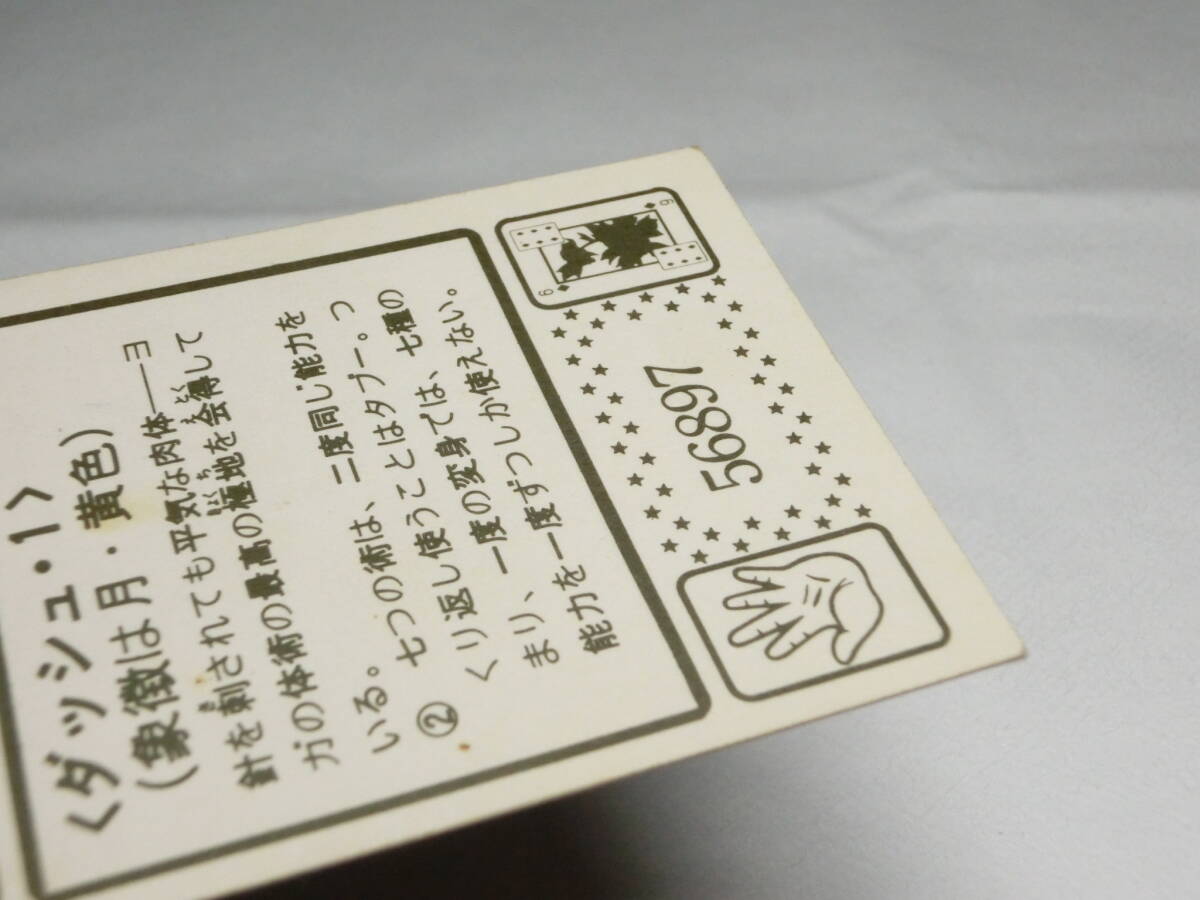 <ダッシュ・1>
(象徴は月・黄色)
針を刺されても平気な肉体――ヨ
ガの体術の最高の極地を会得して
いる。
② 七つの術は、二度同じ能力を
くり返し使うことはタブー。つ
まり、一度の変身では、七種の
能力を一度ずつしか使えない。
56897
6
6